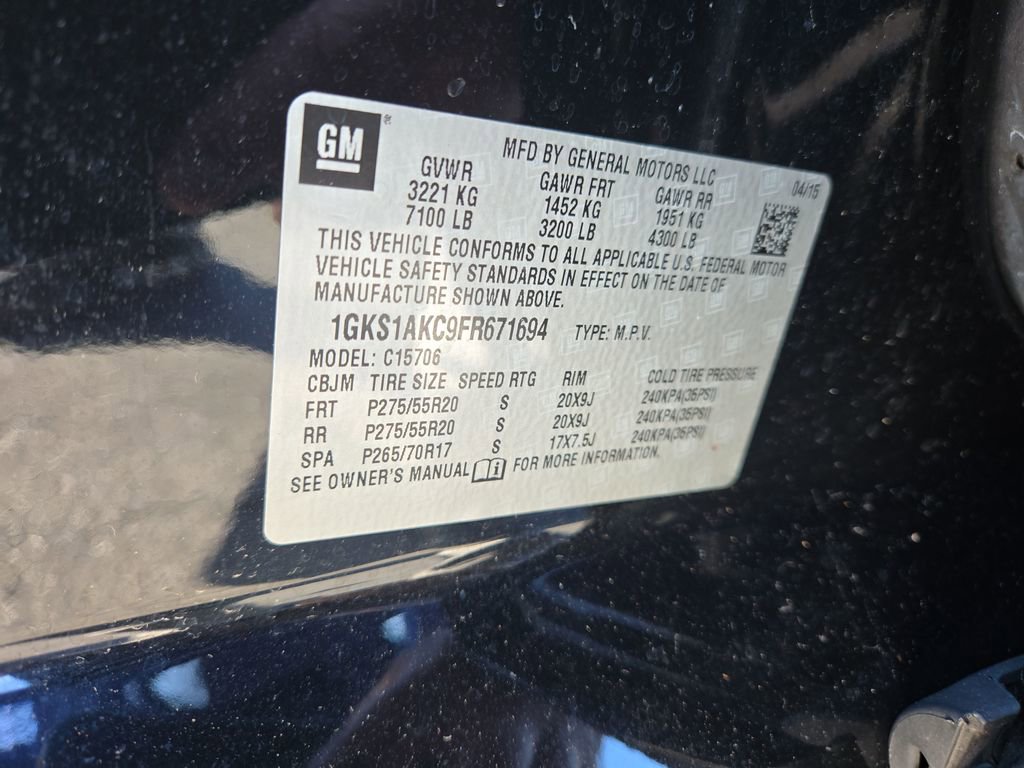 GM
MFD BY GENERAL MOTORS LLC
04/15
GVWR GAWR FRT GAWR RR
3221 KG 1452 KG 1951 KG
7100 LB 3200 LB 4300 LB
THIS VEHICLE CONFORMS TO ALL APPLICABLE U.S. FEDERAL MOTOR
VEHICLE SAFETY STANDARDS IN EFFECT ON THE DATE OF
MANUFACTURE SHOWN ABOVE.
1GKS1AKC9FR671694 TYPE: M.P.V.
MODEL: C15706
CBJM TIRE SIZE SPEED RTG RIM COLD TIRE PRESSURE
FRT P275/55R20 S 20X9J 240KPA(35PSI)
RR P275/55R20 S 20X9J 240KPA(35PSI)
SPA P265/70R17 S 17X7.5J 240KPA(35PSI)
SEE OWNER'S MANUAL FOR MORE INFORMATION.